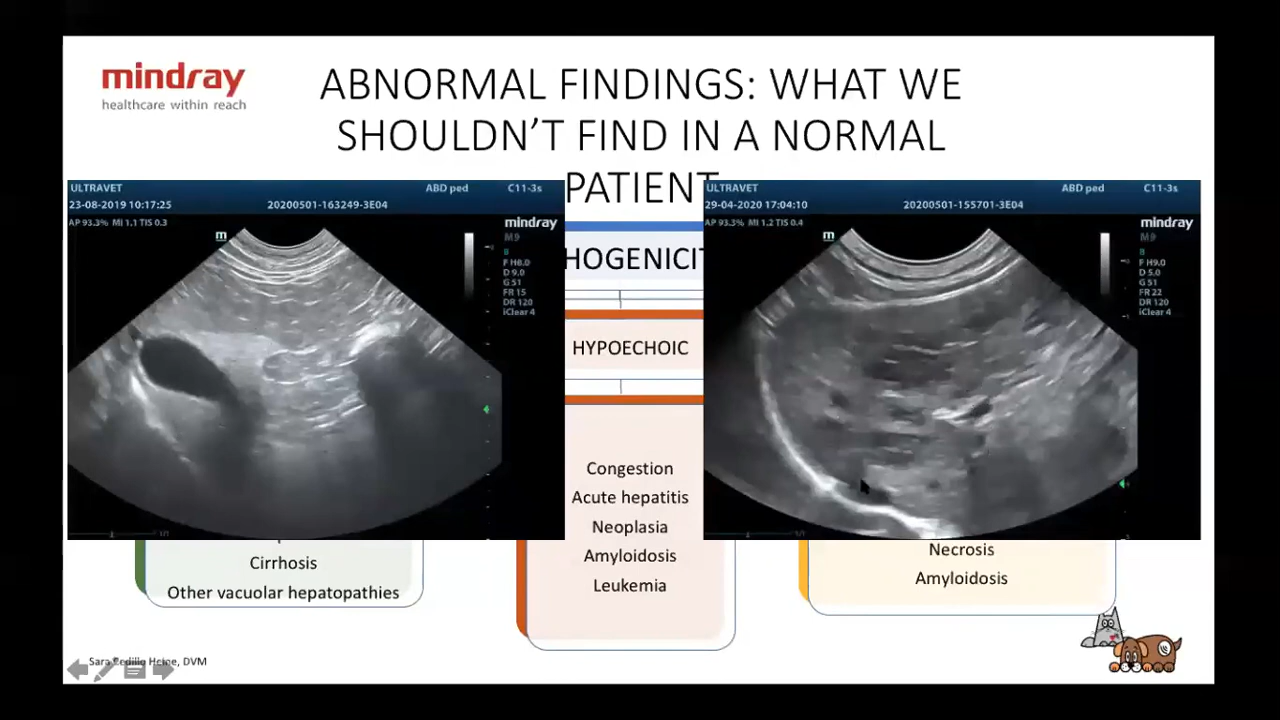 mindray
healthcare within reach
ABNORMAL FINDINGS: WHAT WE
SHOULDN'T FIND IN A NORMAL
PATIENT
ULTRAVET
ABD ped
C11-3s
23-08-2019 10:17:25
20200501-163249-3E04
AP 93.3% MI 1.1 TIS 0.3
mindray
M9
m
B
F H8.0
D 9.0
G 51
FR 15
DR 120
iClear 4
ULTRAVET
ABD ped
C11-3s
29-04-2020 17:04:10
20200501-155701-3E04
AP 93.3% MI 1.2 TIS 0.4
mindray
M9
m
B
F H9.0
D 5.0
G 51
FR 22
DR 120
iClear 4
HOGENICIT
HYPOECHOIC
Congestion
Acute hepatitis
Neoplasia
Amyloidosis
Leukemia
Cirrhosis
Other vacuolar hepatopathies
Necrosis
Amyloidosis
Sara Cedillo Heine, DVM